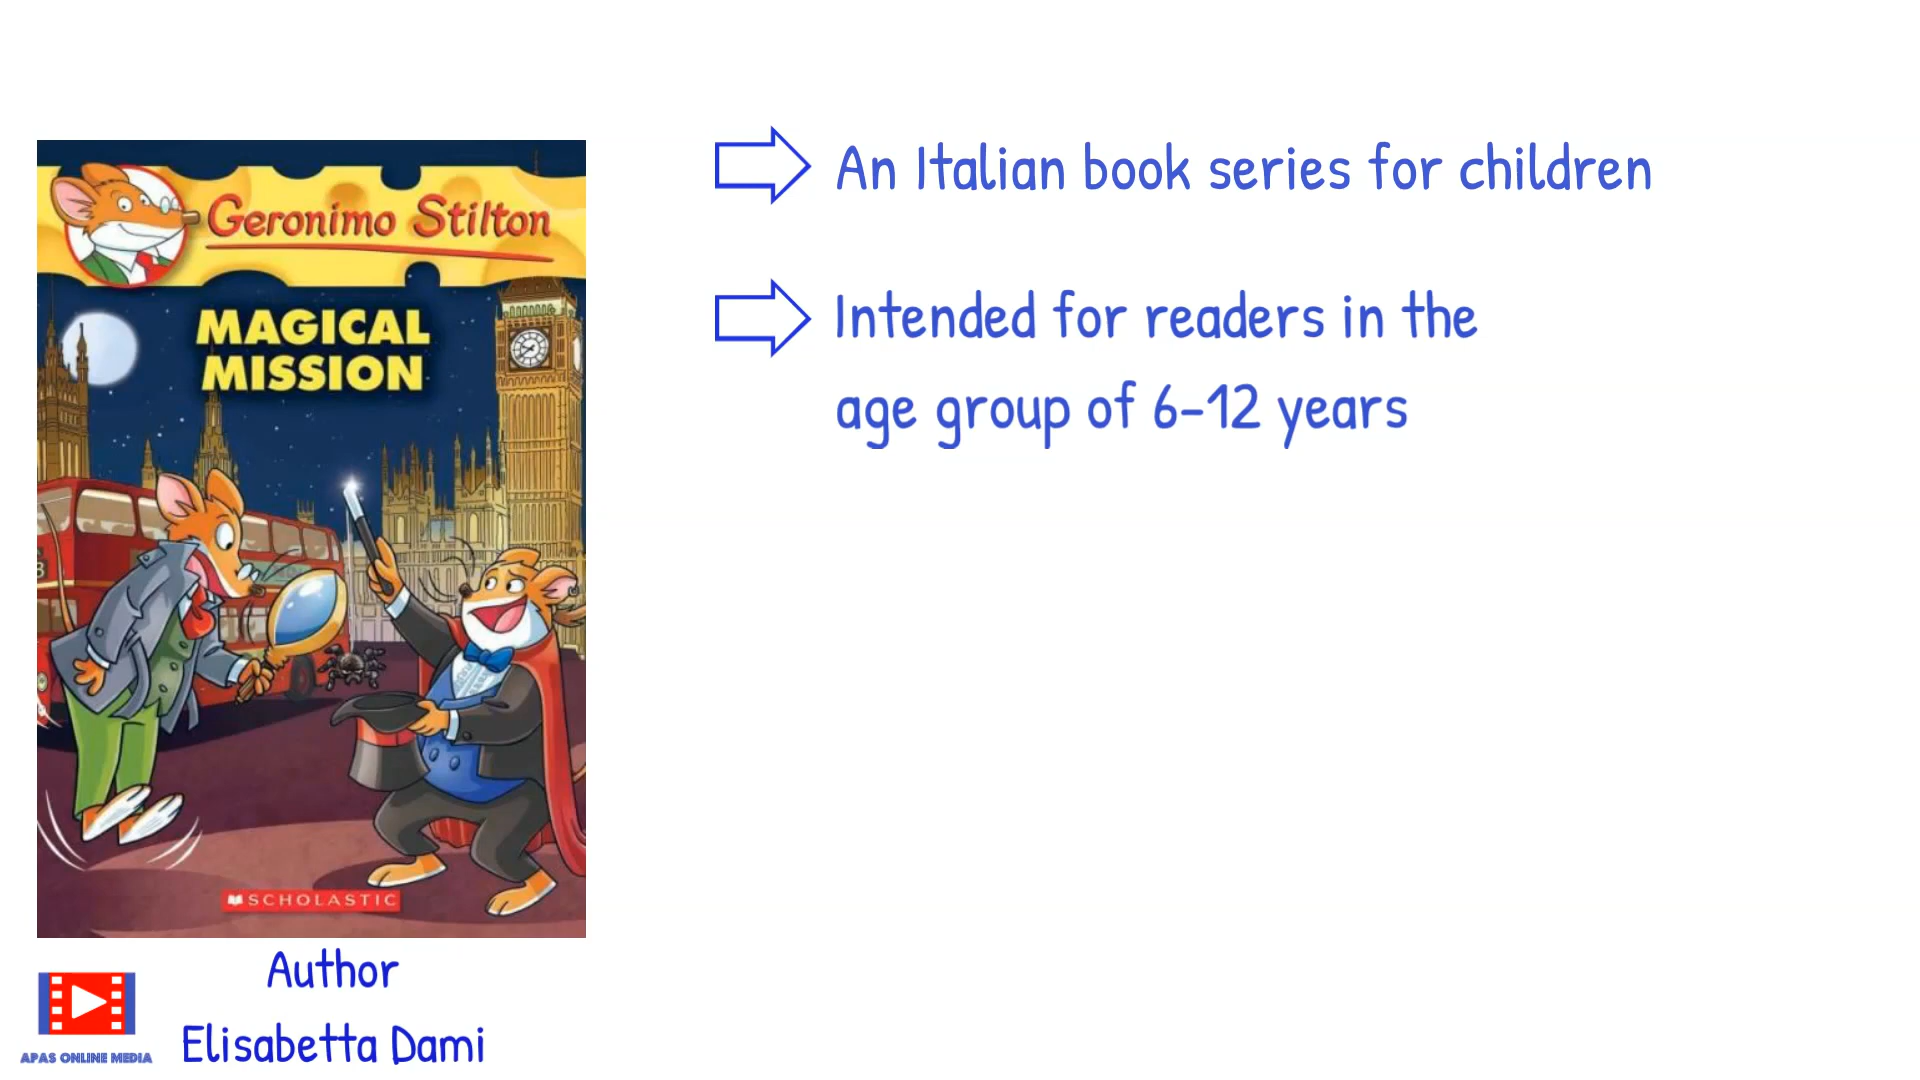 Geronimo Stilton
MAGICAL
MISSION
SCHOLASTIC
Author
Elisabetta Dami
APAS ONLINE MEDIA
An Italian book series for children
Intended for readers in the
age group of 6-12 years